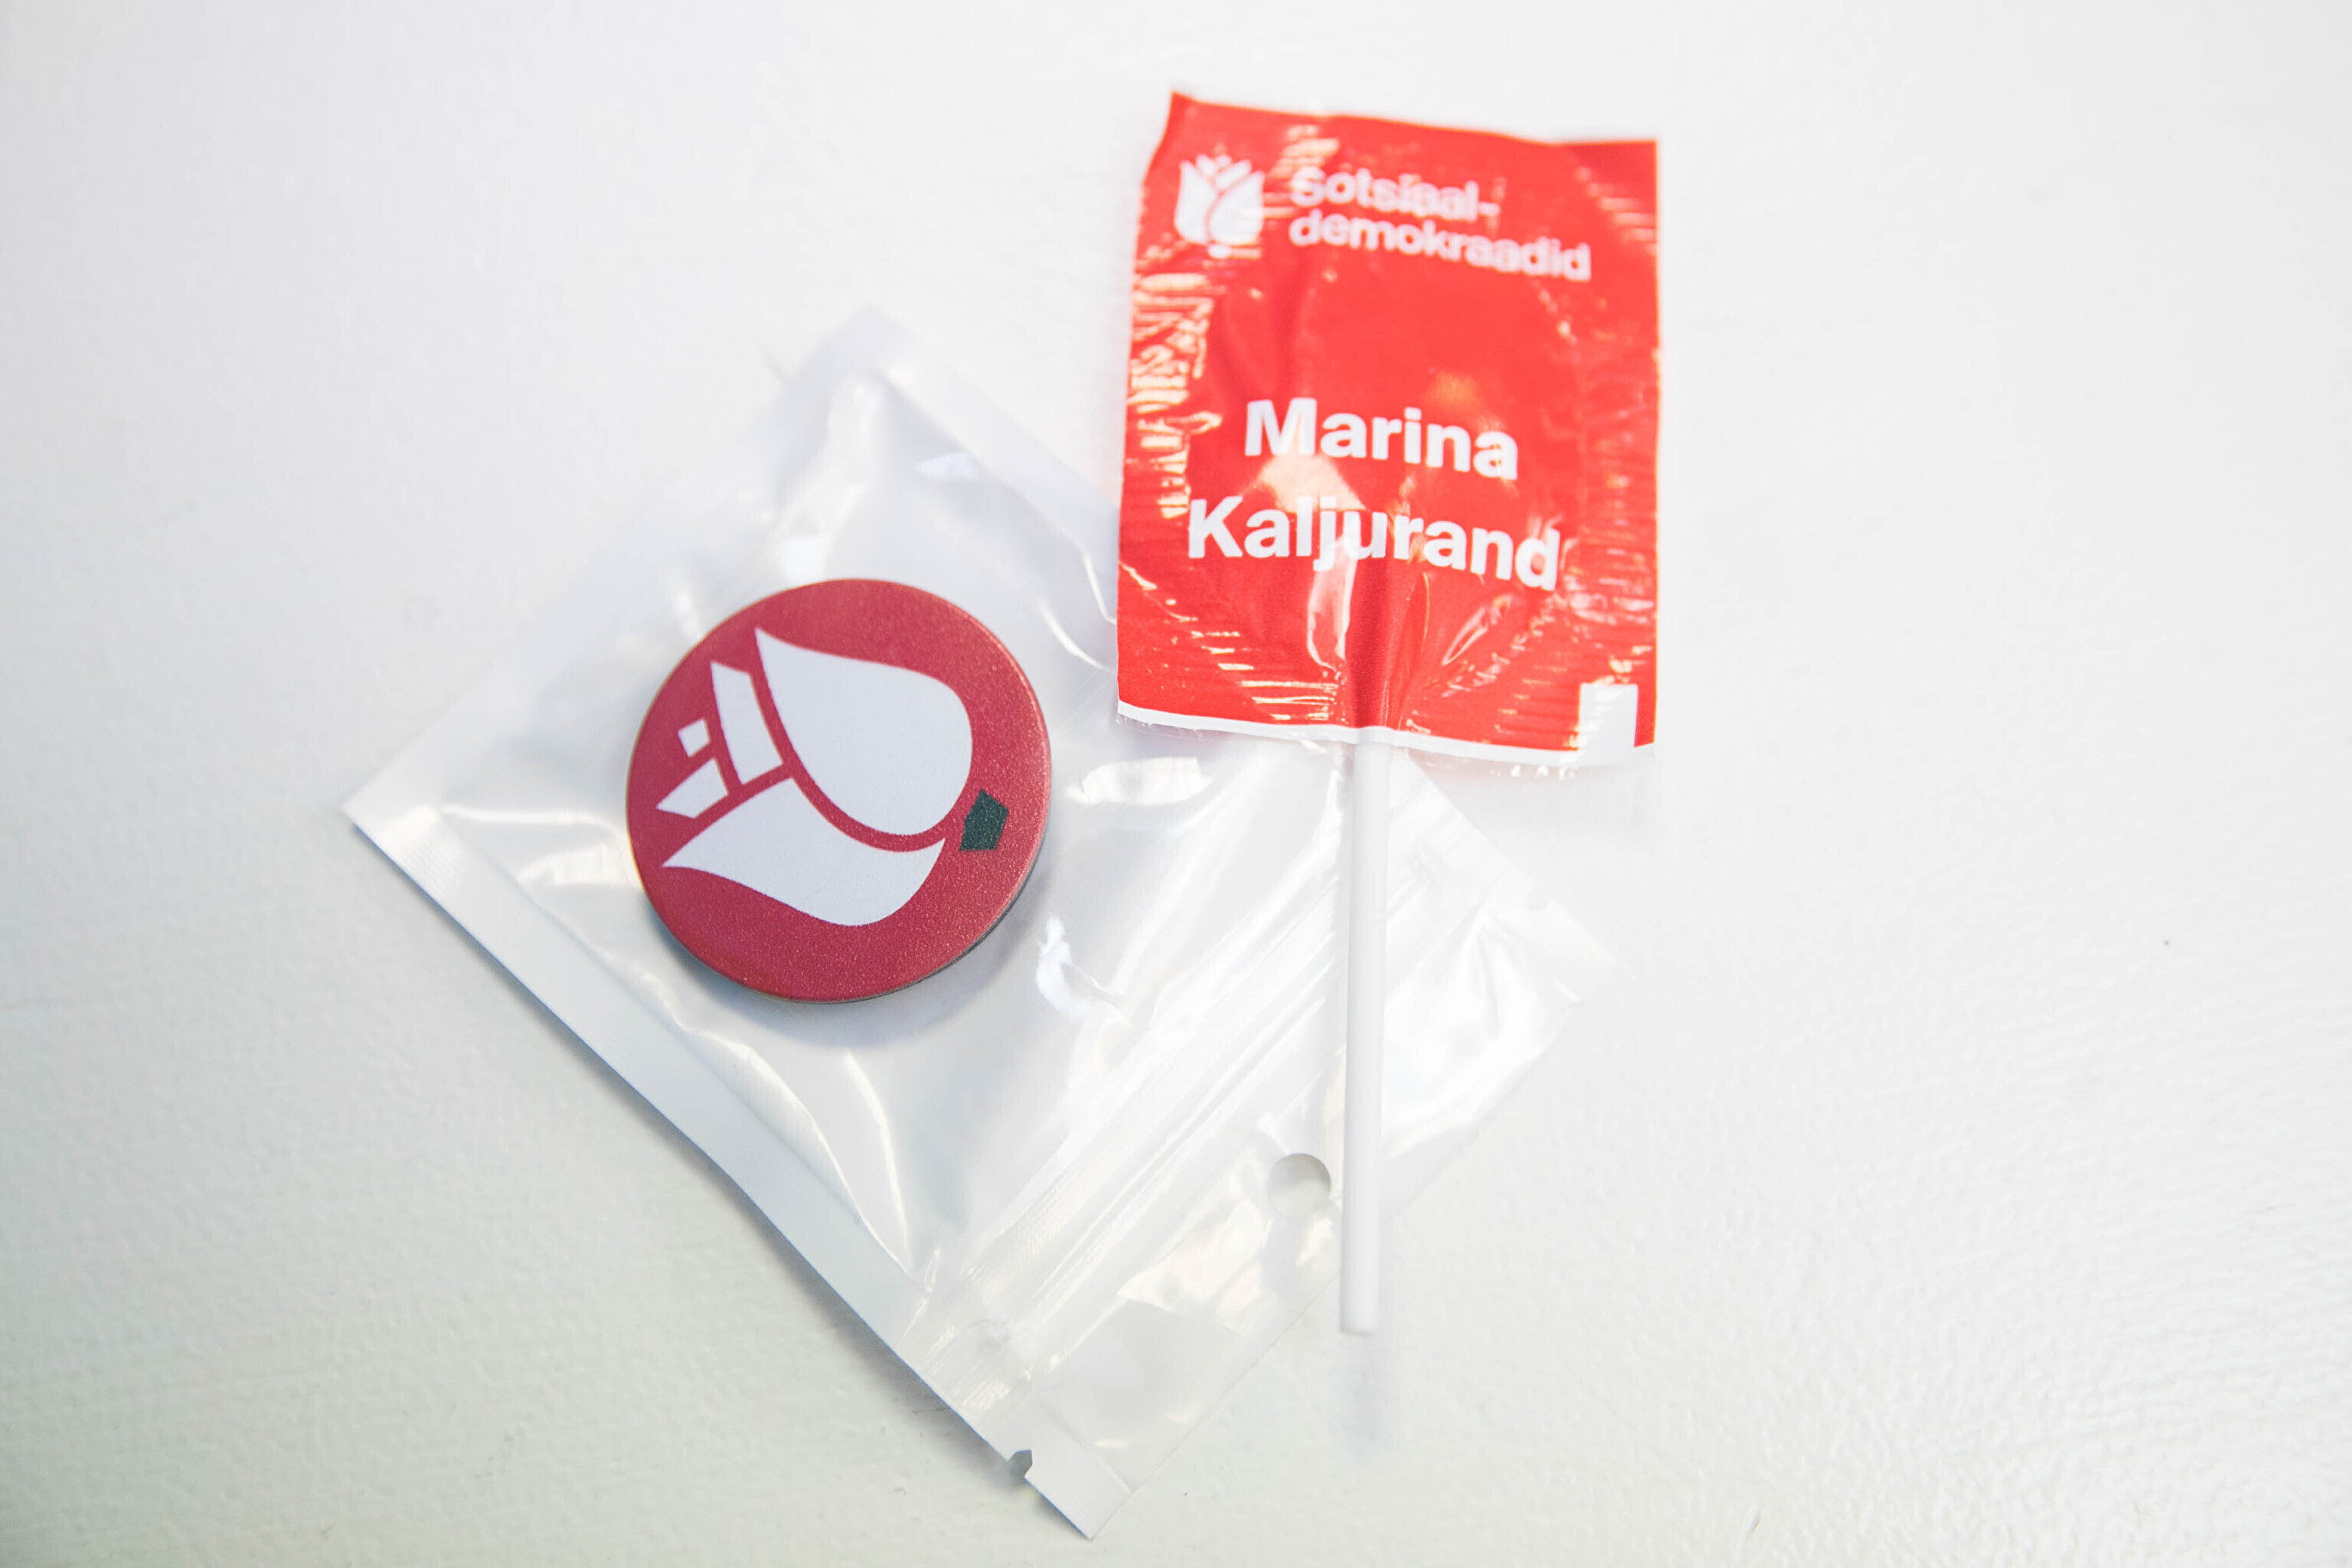 Sotsiaal-
demokraadid
Marina
Kaljurand